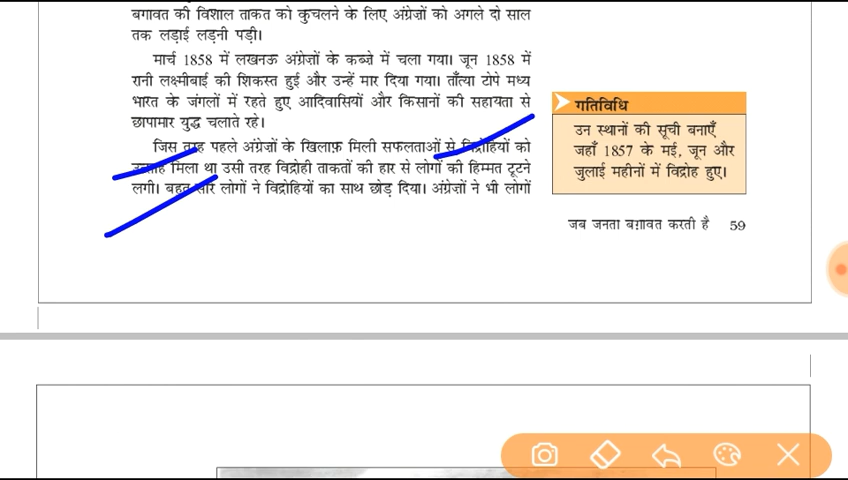 बगावत की विशाल ताकत को कुचलने के लिए अंग्रेज़ों को अगले दो साल
तक लड़ाई लड़नी पड़ी।
मार्च 1858 में लखनऊ अंग्रेज़ों के कब्ज़े में चला गया। जून 1858 में
रानी लक्ष्मीबाई की शिकस्त हुई और उन्हें मार दिया गया। ताँत्या टोपे मध्य
भारत के जंगलों में रहते हुए आदिवासियों और किसानों की सहायता से
छापामार युद्ध चलाते रहे।
जिस तरह पहले अंग्रेज़ों के खिलाफ़ मिली सफलताओं से विद्रोहियों को
उत्साह मिला था उसी तरह विद्रोही ताकतों की हार से लोगों की हिम्मत टूटने
लगी। बहुत सारे लोगों ने विद्रोहियों का साथ छोड़ दिया। अंग्रेज़ों ने भी लोगों
गतिविधि
उन स्थानों की सूची बनाएँ
जहाँ 1857 के मई, जून और
जुलाई महीनों में विद्रोह हुए।
जब जनता बग़ावत करती है 59